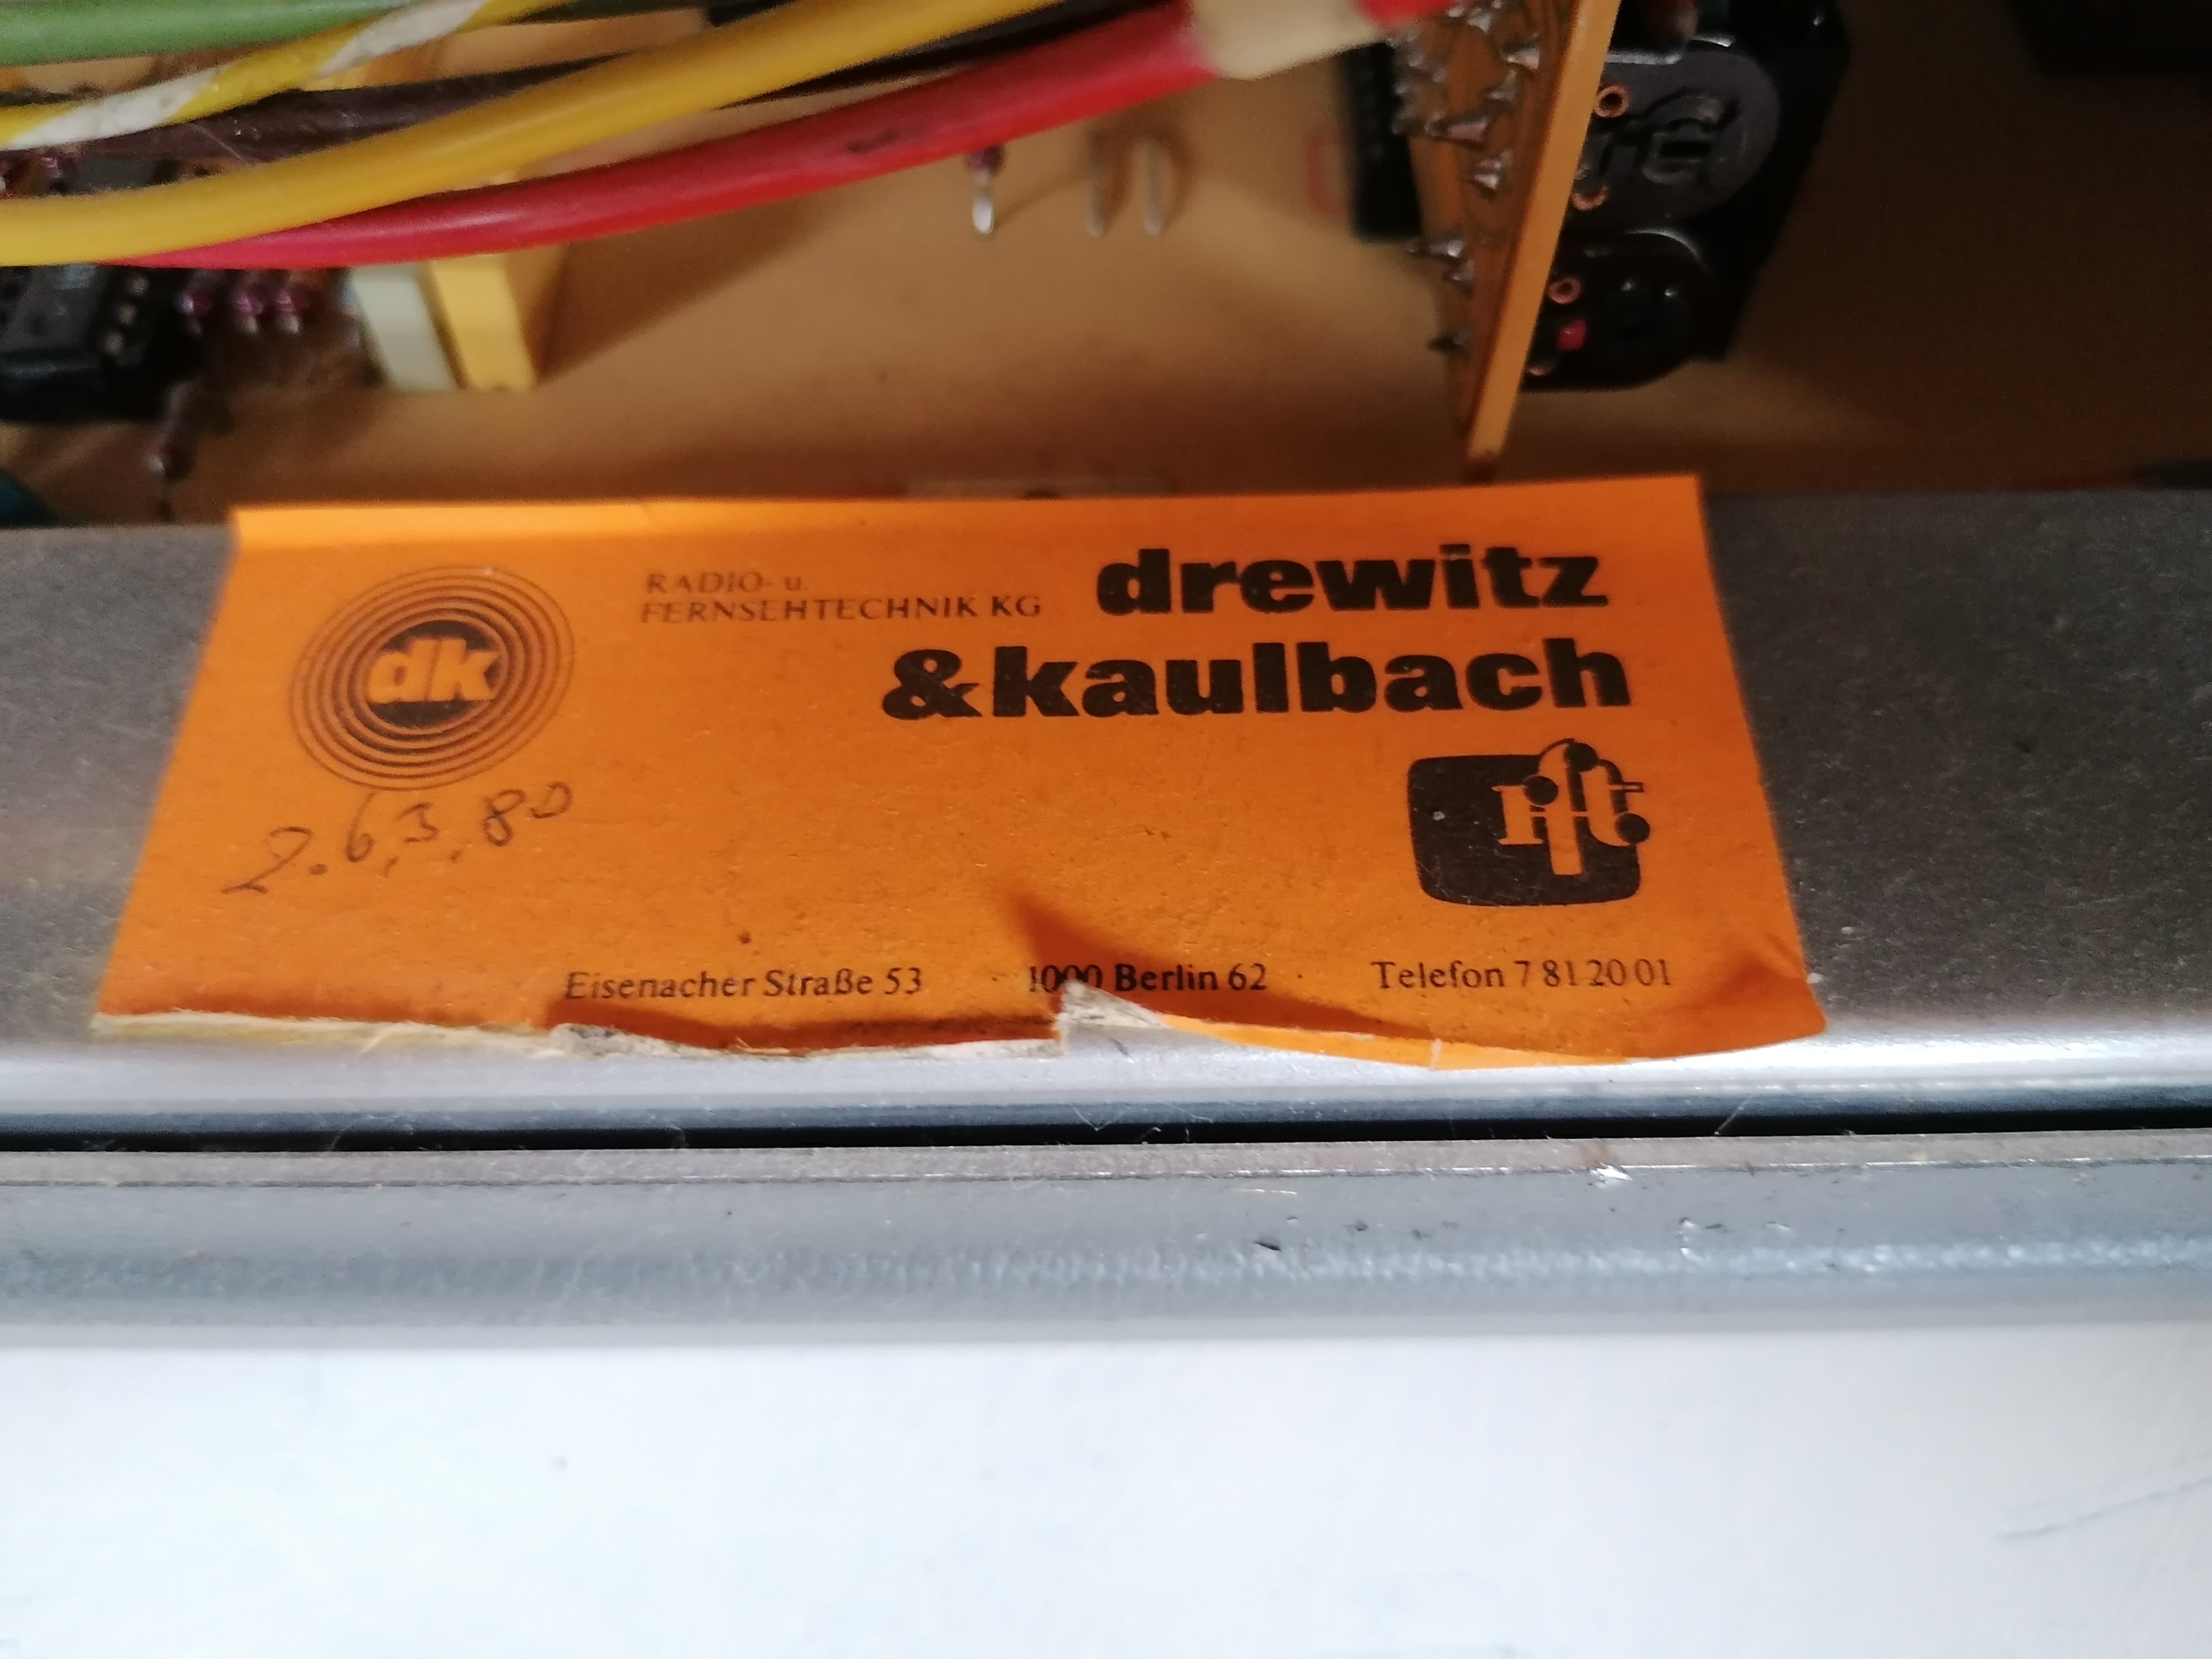 RADIO- u.
FERNSEHTECHNIK KG
drewitz
&kaulbach
dk
rft
2.6.3.80
Eisenacher Straße 53 · 1000 Berlin 62 · Telefon 7 81 20 01